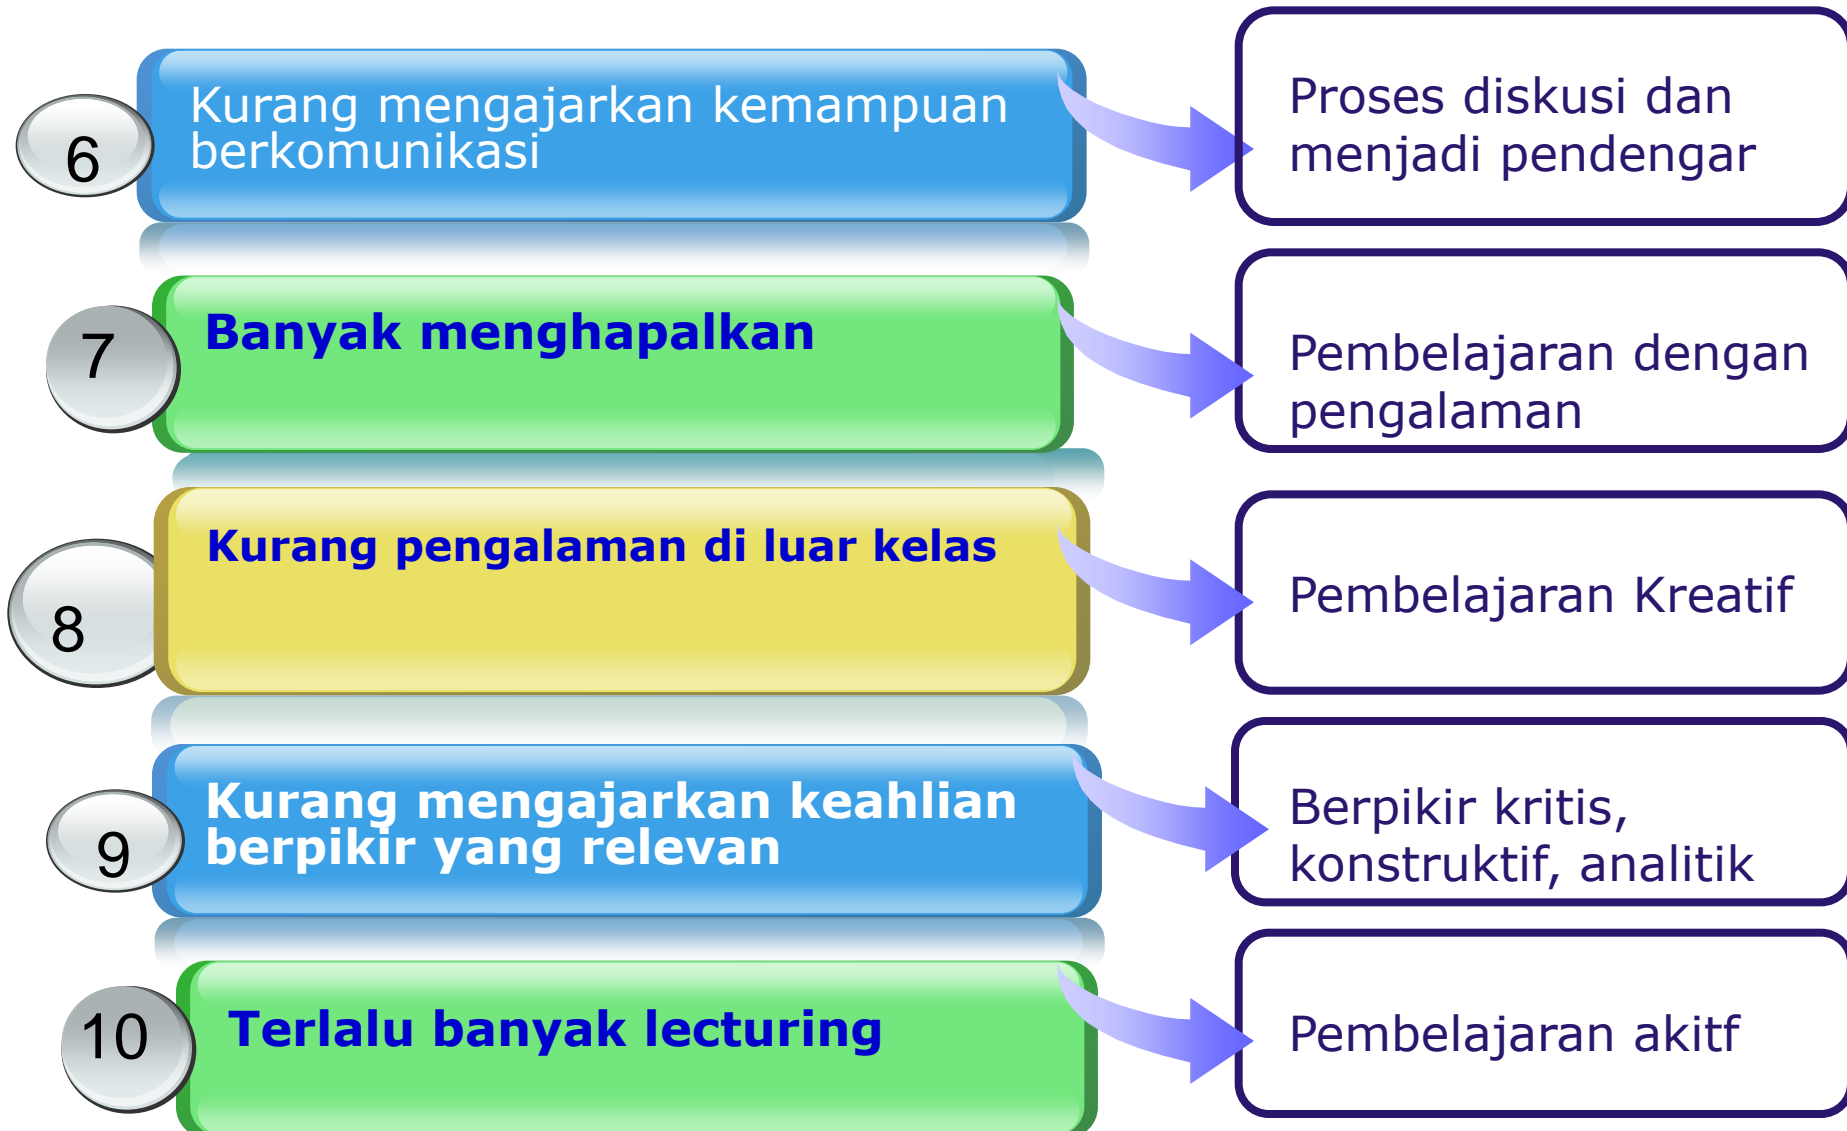 6
Kurang mengajarkan kemampuan
berkomunikasi
Proses diskusi dan
menjadi pendengar
7
Banyak menghapalkan
Pembelajaran dengan
pengalaman
8
Kurang pengalaman di luar kelas
Pembelajaran Kreatif
9
Kurang mengajarkan keahlian
berpikir yang relevan
Berpikir kritis,
konstruktif, analitik
10
Terlalu banyak lecturing
Pembelajaran akitf